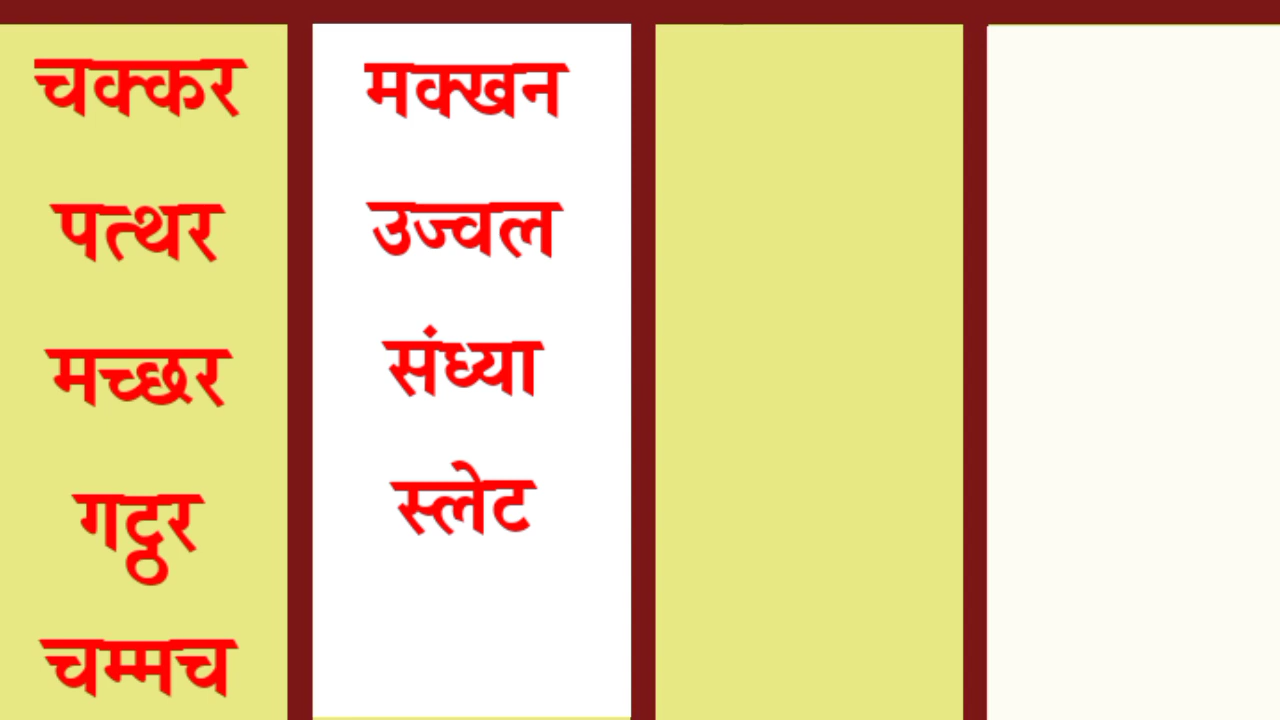 चक्कर
पत्थर
मच्छर
गट्ठर
चम्मच
मक्खन
उज्वल
संध्या
स्लेट